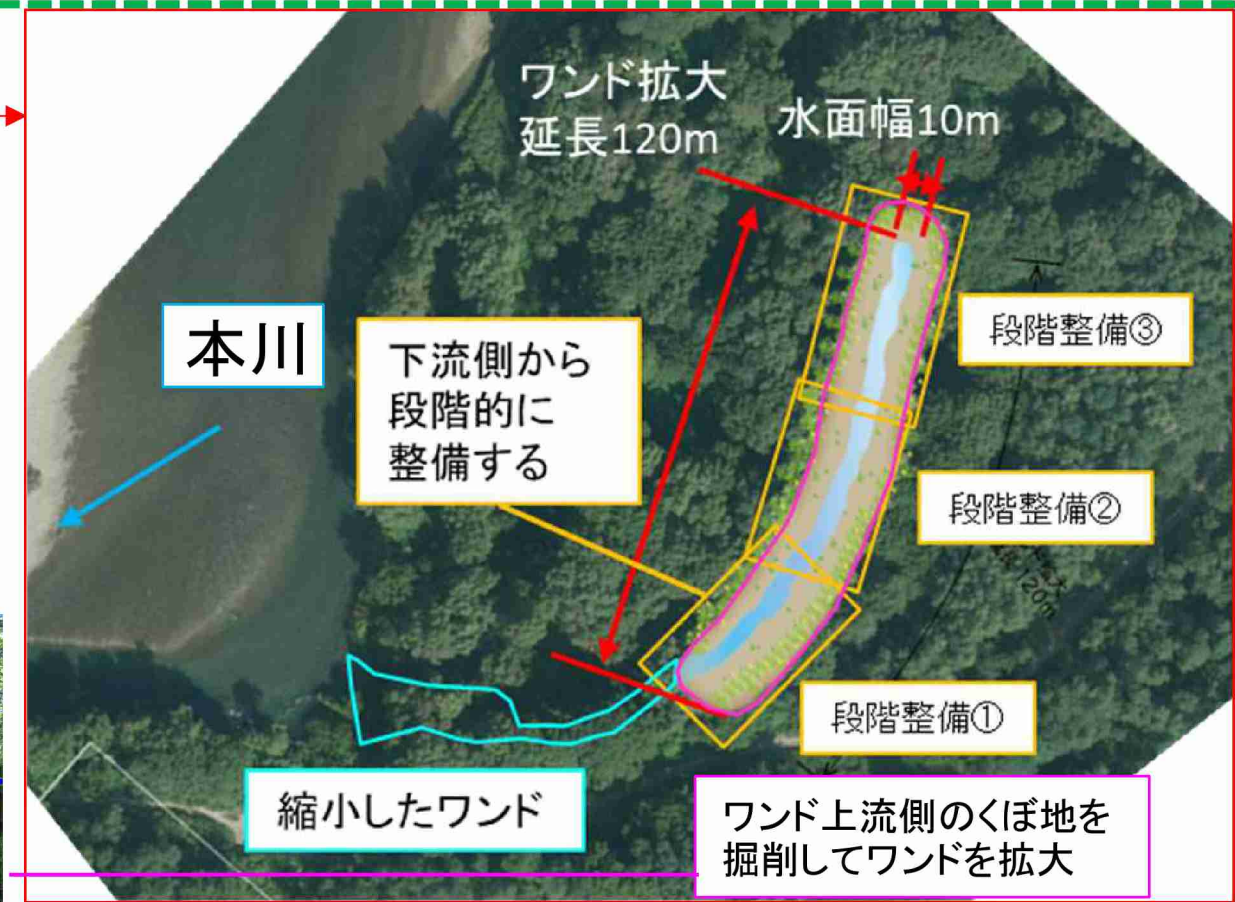 ワンド拡大
延長120m
水面幅10m
本川
下流側から
段階的に
整備する
段階整備③
段階整備②
段階整備①
縮小したワンド
ワンド上流側のくぼ地を
掘削してワンドを拡大